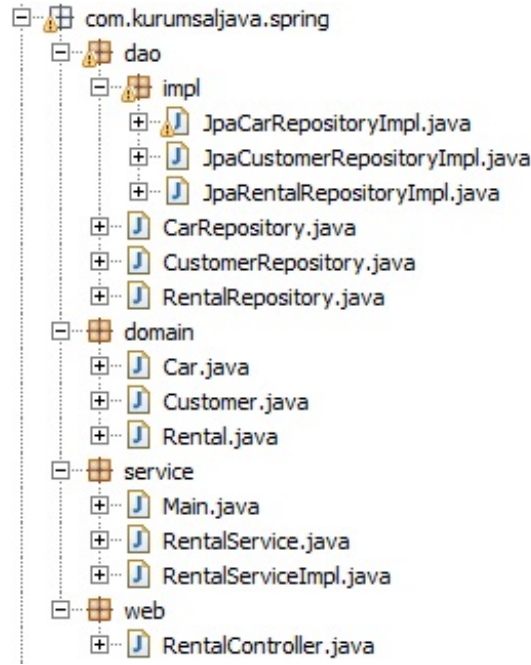 com.kurumsaljava.spring
dao
impl
JpaCarRepositoryImpl.java
JpaCustomerRepositoryImpl.java
JpaRentalRepositoryImpl.java
CarRepository.java
CustomerRepository.java
RentalRepository.java
domain
Car.java
Customer.java
Rental.java
service
Main.java
RentalService.java
RentalServiceImpl.java
web
RentalController.java